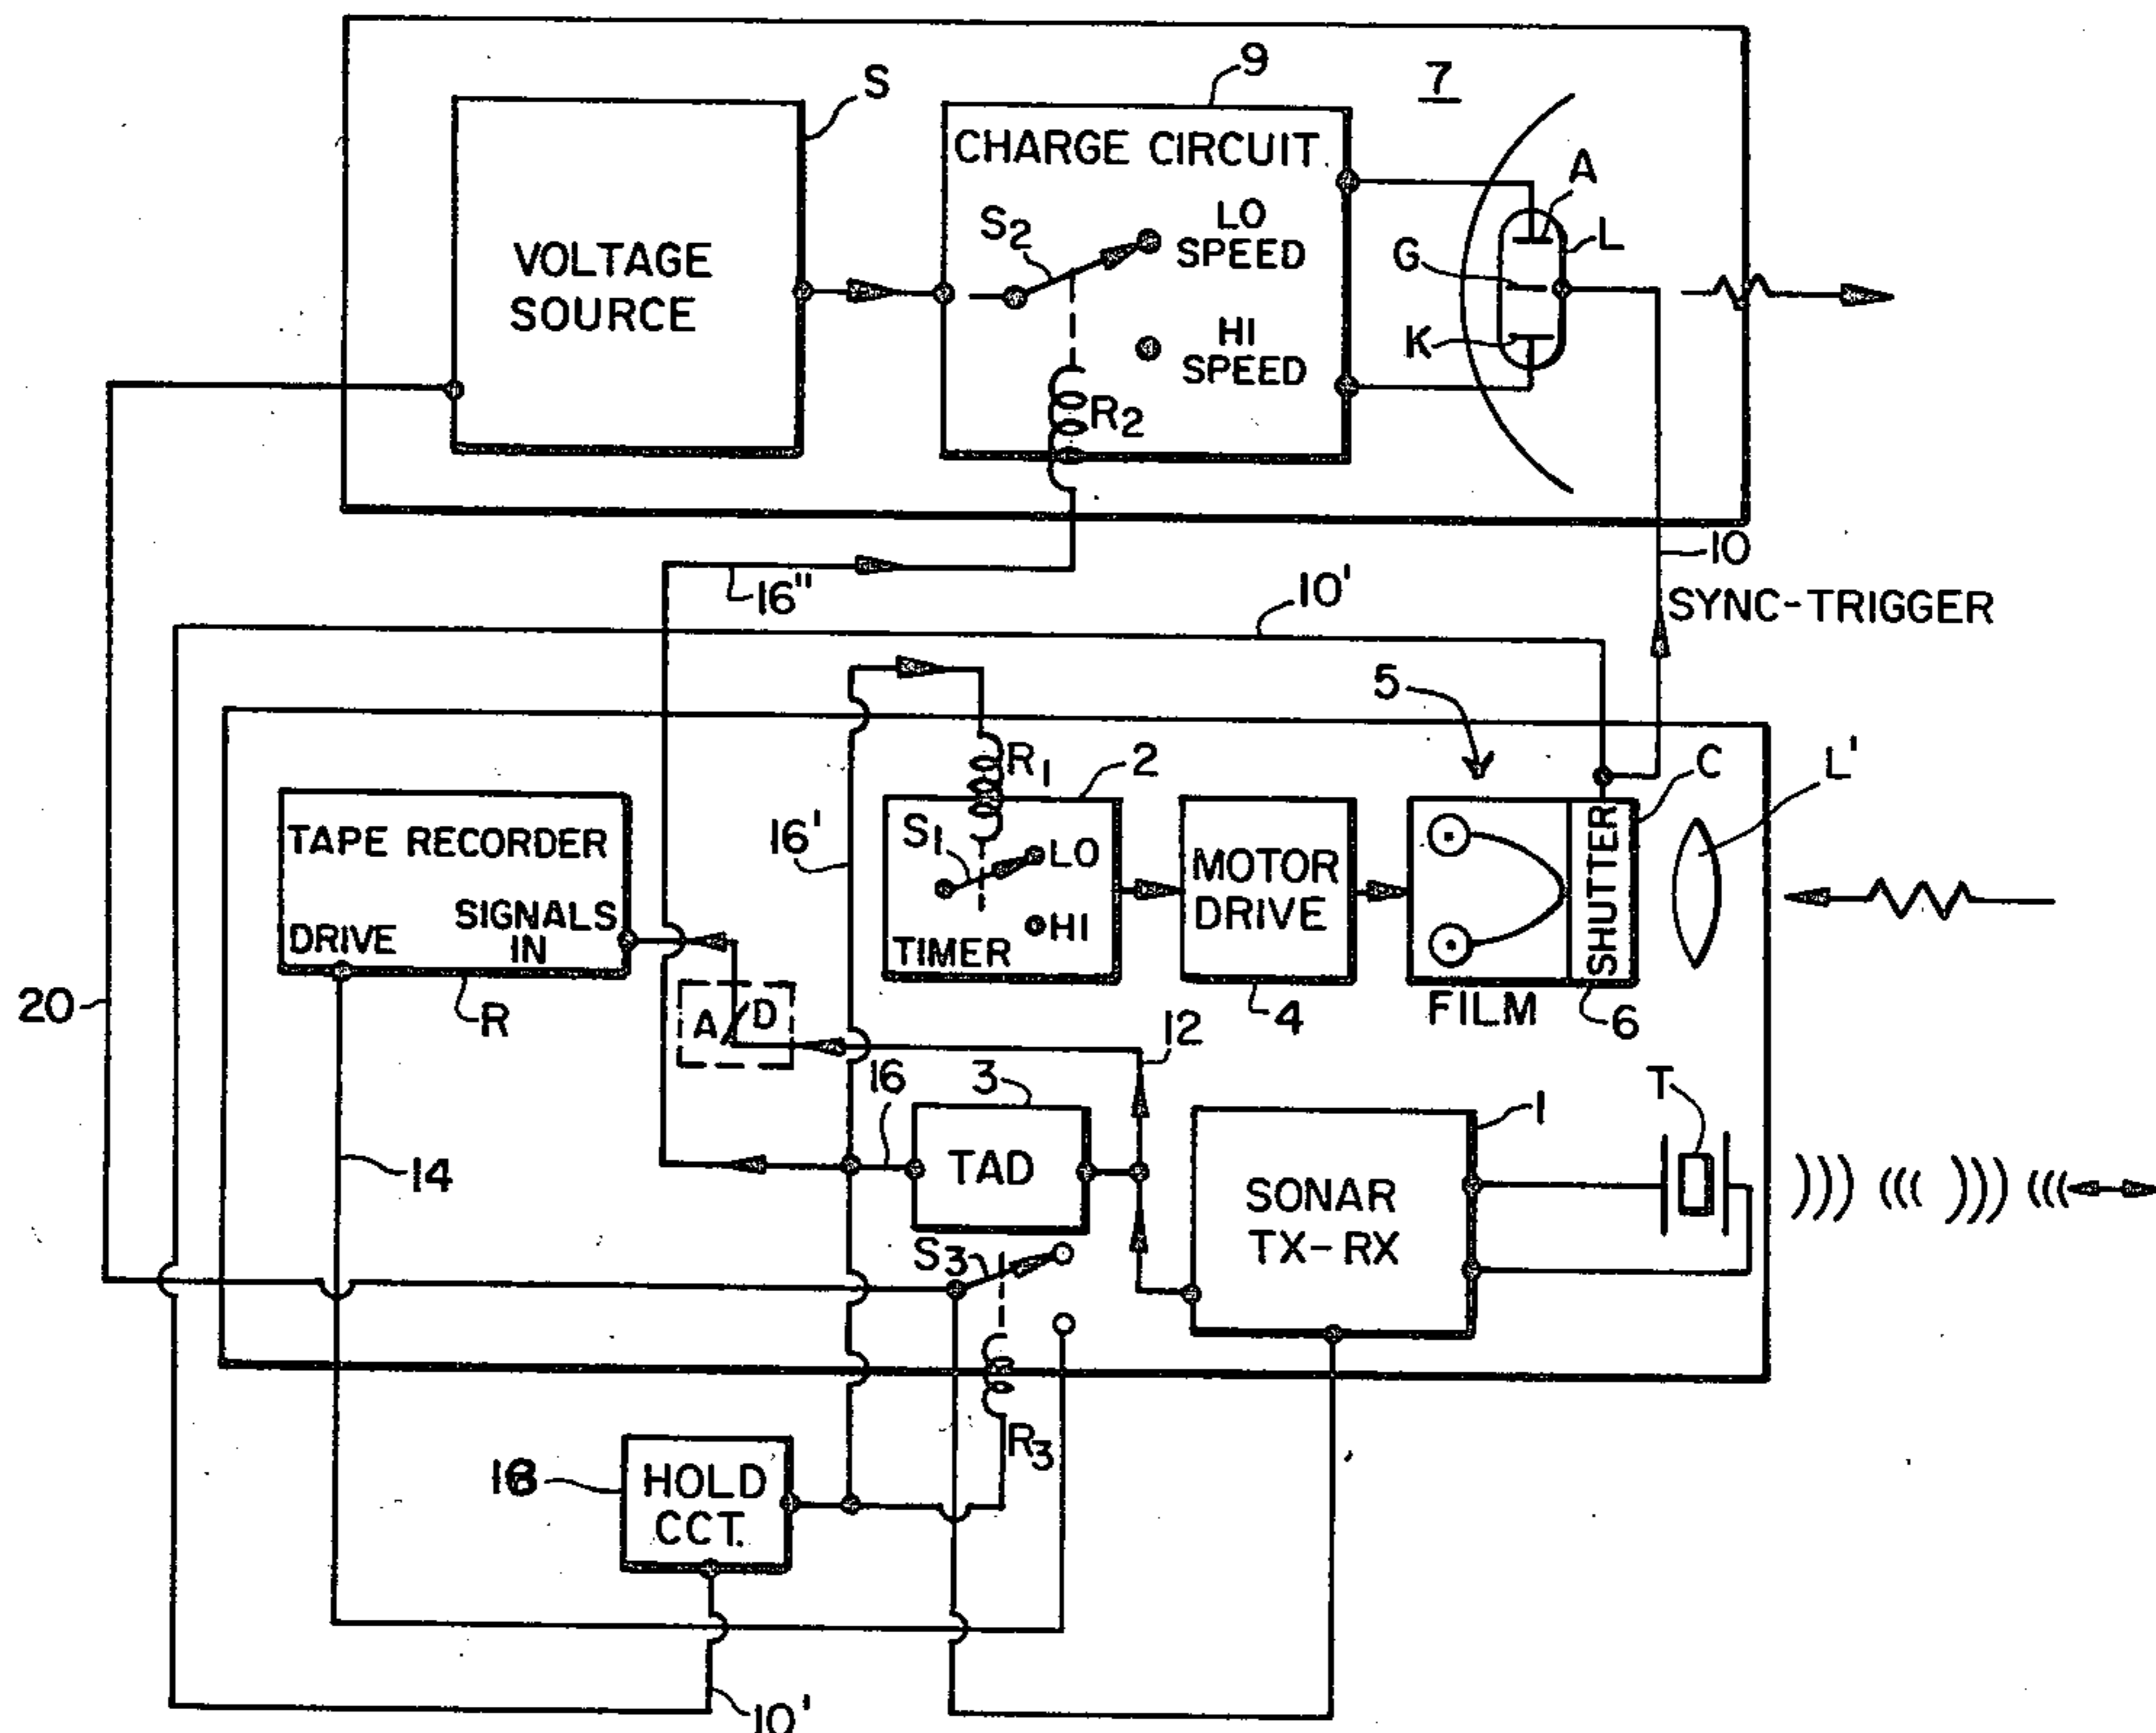 S
9
7
VOLTAGE
SOURCE
CHARGE CIRCUIT
S2
LO
SPEED
HI
SPEED
R2
A
L
G
K
10
SYNC-TRIGGER
16"
10'
5
R1
2
C
L'
TAPE RECORDER
SIGNALS
IN
DRIVE
16'
S1
LO
HI
TIMER
MOTOR
DRIVE
SHUTTER
FILM
20
R
A/D
4
6
12
16
3
T
1
TAD
14
SONAR
TX-RX
S3
R3
18
HOLD
CCT.
10'